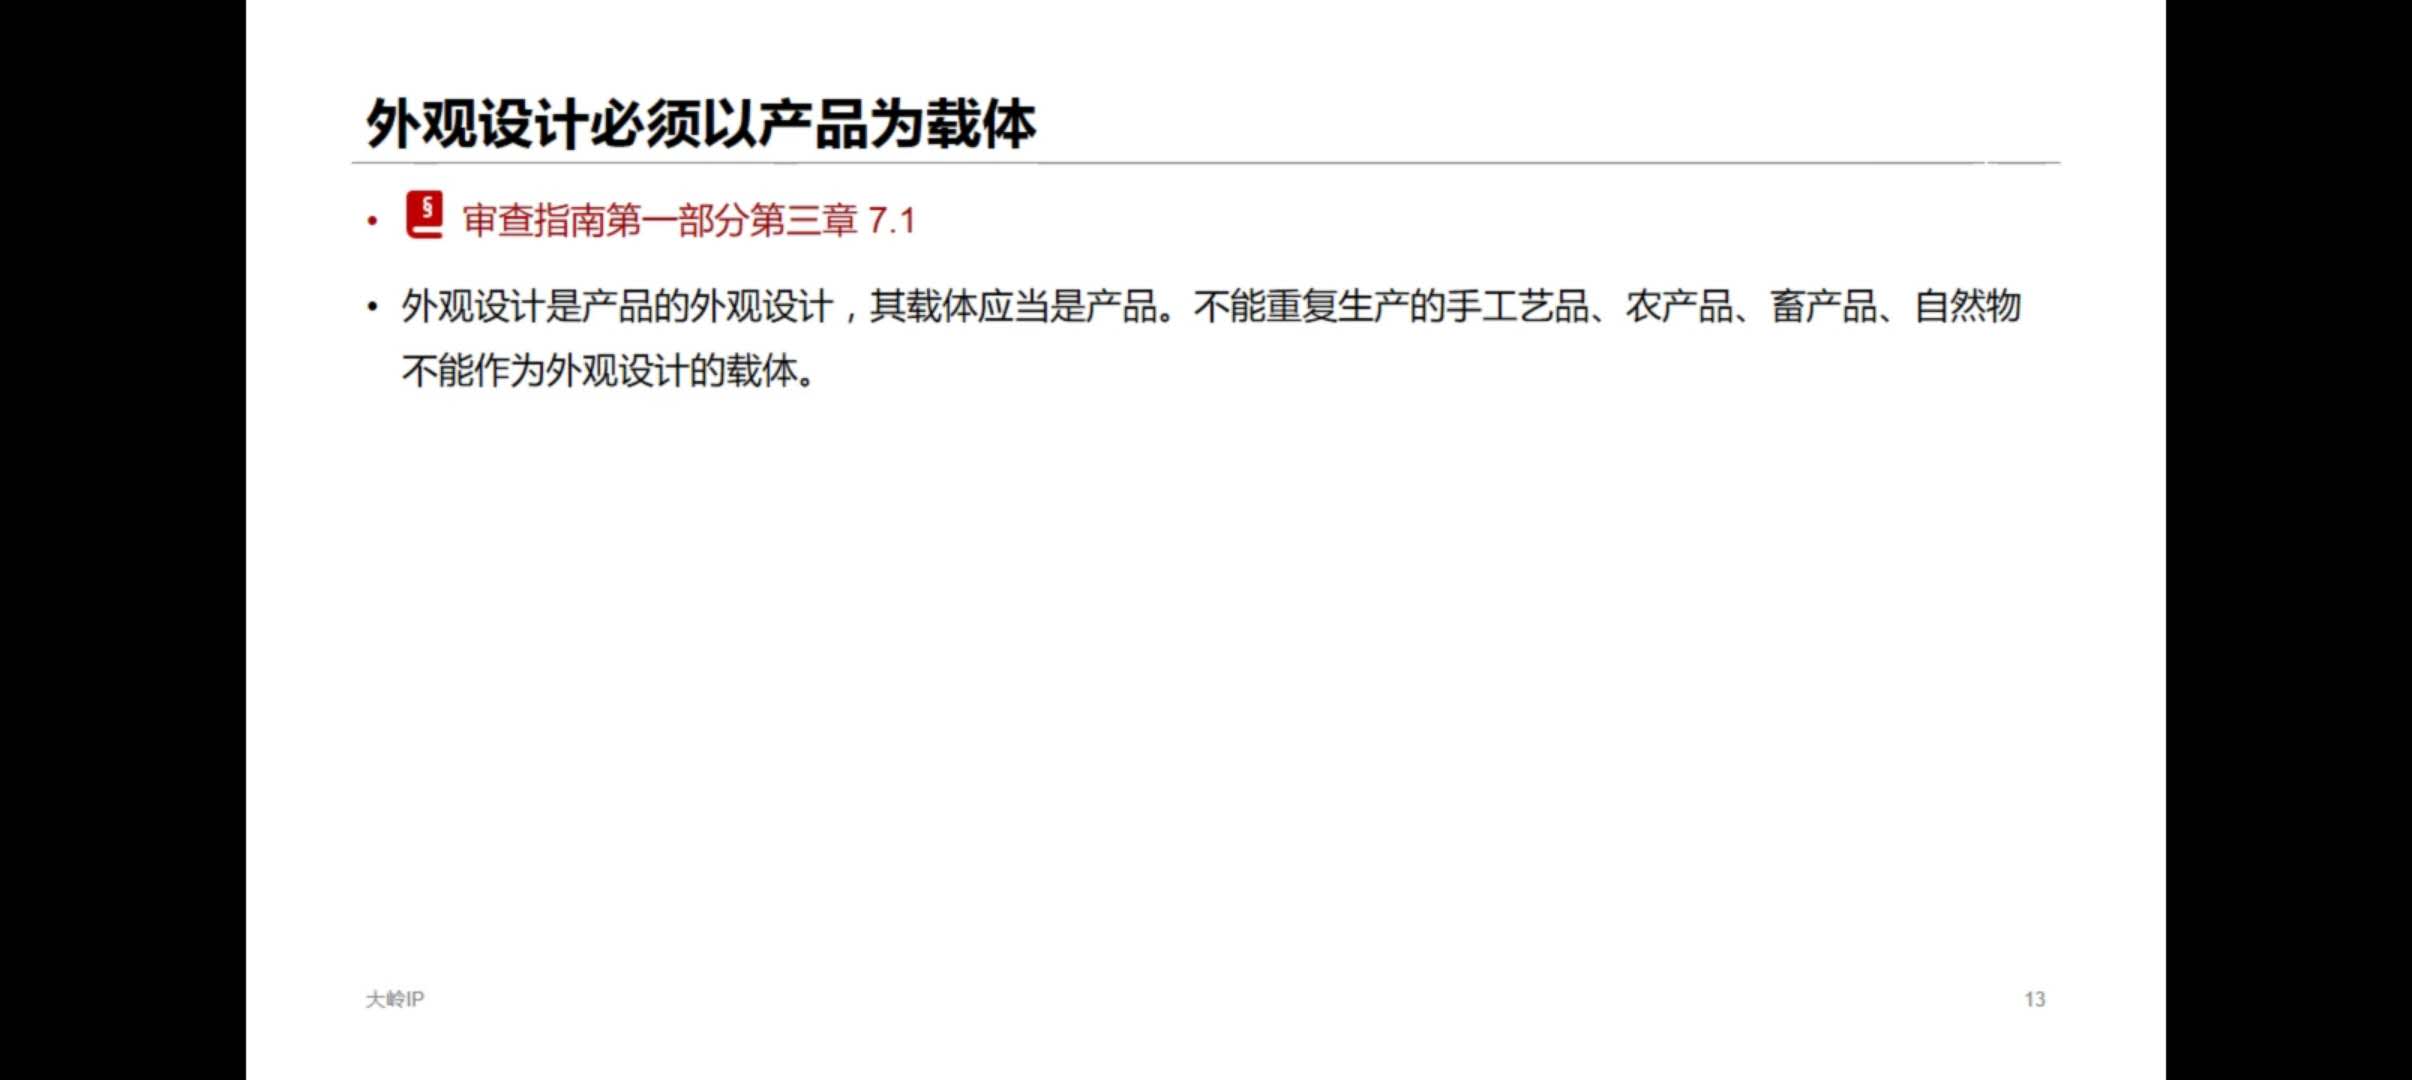 外观设计必须以产品为载体
• § 审查指南第一部分第三章 7.1
• 外观设计是产品的外观设计，其载体应当是产品。不能重复生产的手工艺品、农产品、畜产品、自然物
不能作为外观设计的载体。
大岭IP
13